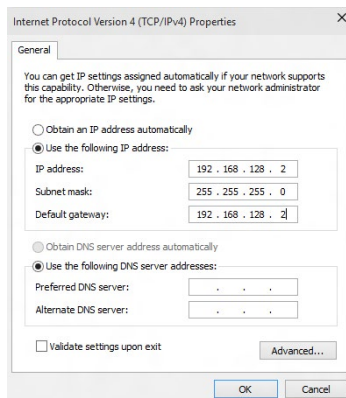 Internet Protocol Version 4 (TCP/IPv4) Properties
General
You can get IP settings assigned automatically if your network supports
this capability. Otherwise, you need to ask your network administrator
for the appropriate IP settings.
Obtain an IP address automatically
Use the following IP address:
IP address: 192 . 168 . 128 . 2
Subnet mask: 255 . 255 . 255 . 0
Default gateway: 192 . 168 . 128 . 2
Obtain DNS server address automatically
Use the following DNS server addresses:
Preferred DNS server: . . .
Alternate DNS server: . . .
Validate settings upon exit
Advanced...
OK Cancel